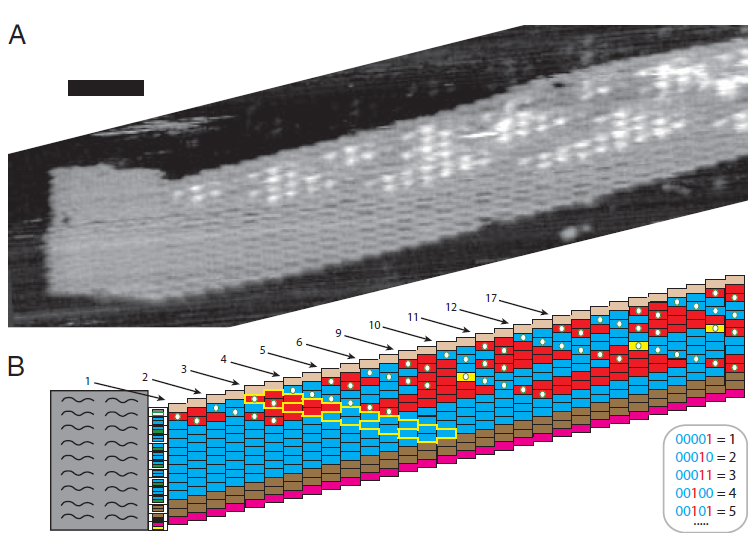 A
17
12
11
10
9
6
5
4
3
2
1
B
00001 = 1
00010 = 2
00011 = 3
00100 = 4
00101 = 5
.....